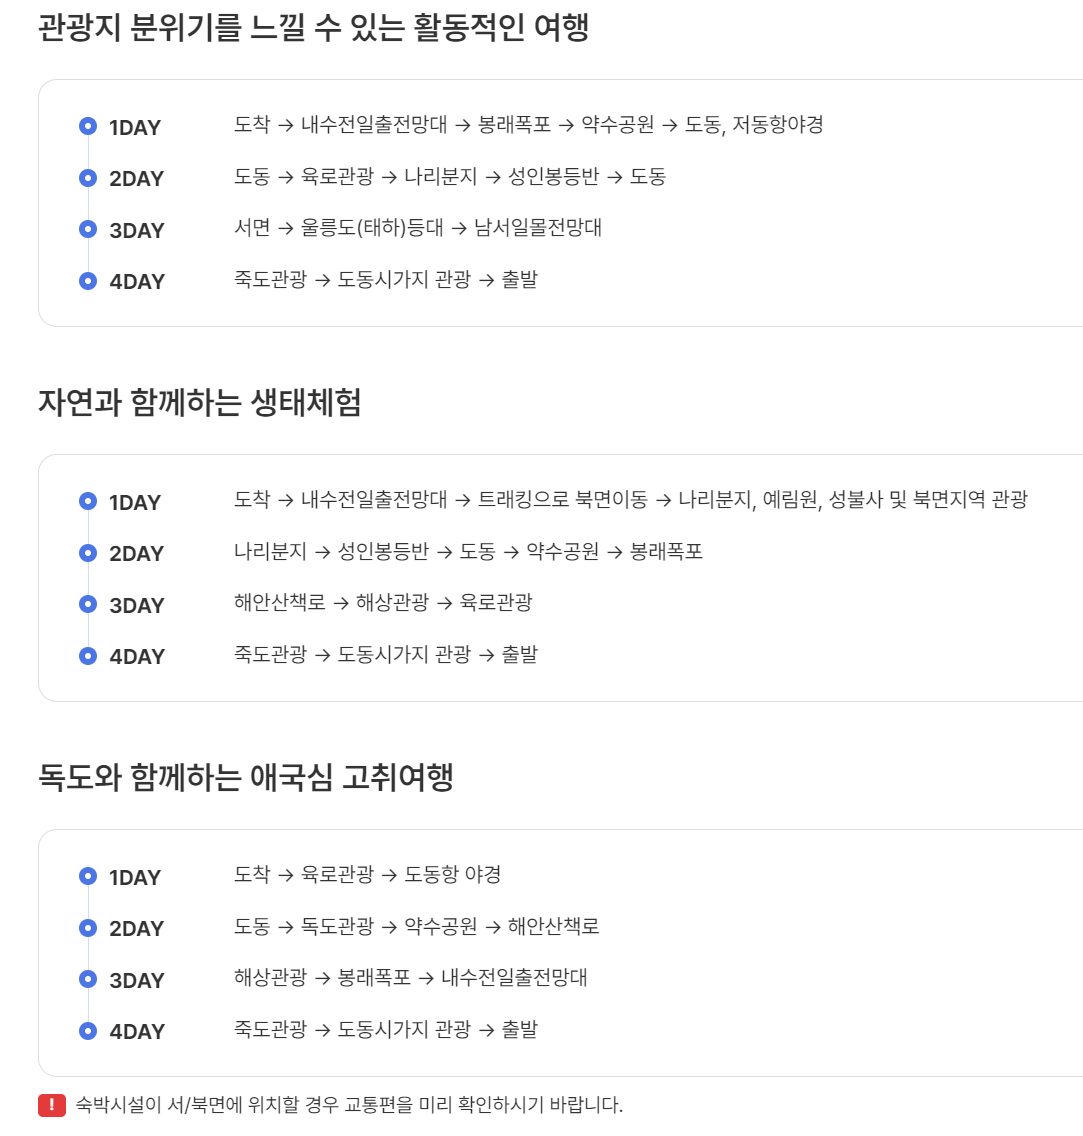 관광지 분위기를 느낄 수 있는 활동적인 여행
1DAY 도착 → 내수전일출전망대 → 봉래폭포 → 약수공원 → 도동, 저동항야경
2DAY 도동 → 육로관광 → 나리분지 → 성인봉등반 → 도동
3DAY 서면 → 울릉도(태하)등대 → 남서일몰전망대
4DAY 죽도관광 → 도동시가지 관광 → 출발
자연과 함께하는 생태체험
1DAY 도착 → 내수전일출전망대 → 트래킹으로 북면이동 → 나리분지, 예림원, 성불사 및 북면지역 관광
2DAY 나리분지 → 성인봉등반 → 도동 → 약수공원 → 봉래폭포
3DAY 해안산책로 → 해상관광 → 육로관광
4DAY 죽도관광 → 도동시가지 관광 → 출발
독도와 함께하는 애국심 고취여행
1DAY 도착 → 육로관광 → 도동항 야경
2DAY 도동 → 독도관광 → 약수공원 → 해안산책로
3DAY 해상관광 → 봉래폭포 → 내수전일출전망대
4DAY 죽도관광 → 도동시가지 관광 → 출발
! 숙박시설이 서/북면에 위치할 경우 교통편을 미리 확인하시기 바랍니다.